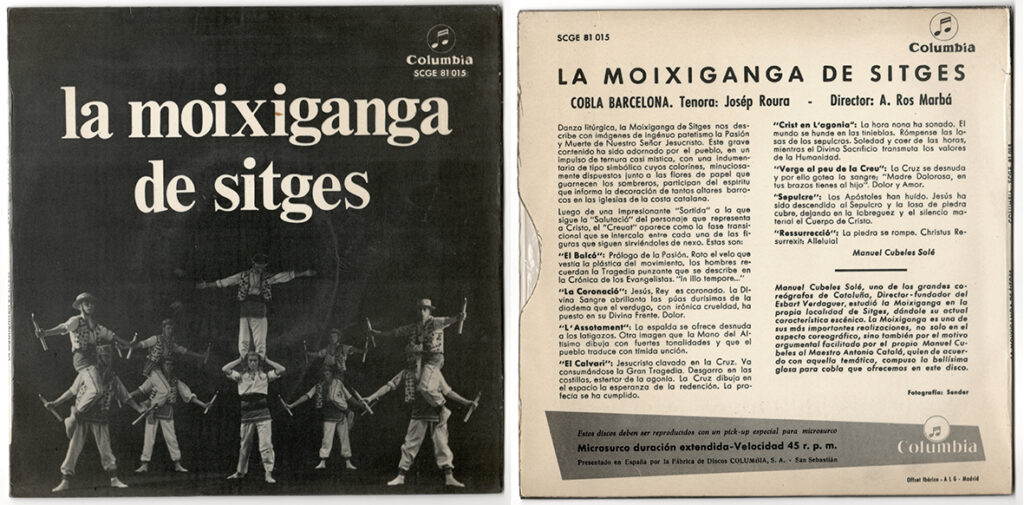 Columbia
SCGE 81 015
la moixiganga
de sitges
SCGE 81 015
Columbia
LA MOIXIGANGA DE SITGES
COBLA BARCELONA. Tenora: Josép Roura - Director: A. Ros Marbá
Danza litúrgica, la Moixiganga de Sitges nos des-
cribe con imágenes de ingénuo patetismo la Pasión
y Muerte de Nuestro Señor Jesucristo. Este grave
contenido ha sido adornado por el pueblo, en un
impulso de ternura casi mística, con una indumen-
taria de tipo simbólico cuyos colorines, minuciosa-
mente dispuestos junto a las flores de papel que
guarnecen los sombreros, participan del espíritu
que informa la decoración de tantos altares barro-
cos en las iglesias de la costa catalana.
Luego de una impresionante "Sortida" a la que
sigue la "Salutació" del personaje que representa
a Cristo, el "Creuat" aparece como la fase transi-
cional que se intercala entre cada una de las fi-
guras que siguen sirviéndoles de nexo. Estas son:
"El Balcó": Prólogo de la Pasión. Roto el velo que
vestía la plástica del movimiento, los hombres re-
cuerdan la Tragedia punzante que se describe en
la Crónica de los Evangelistas. "In illo tempore..."
"La Coronació": Jesús, Rey es coronado. La Di-
vina Sangre abrillanta las púas durísimas de la
diadema que el verdugo, con irónica crueldad, ha
puesto en su Divina Frente. Dolor.
"L'Assotament": La espalda se ofrece desnuda
a los latigazos. Otra imagen que la Mano del Al-
tísimo dibuja con fuertes tonalidades y que el
pueblo traduce con tímida unción.
"El Calvari": Jesucristo clavado en la Cruz. Va
consumándose la Gran Tragedia. Desgarro en las
costillas, estertor de la agonía. La Cruz dibuja en
el espacio la esperanza de la redención. La pro-
fecía se ha cumplido.
"Crist en L'agonia": La hora nona ha sonado. El
mundo se hunde en las tinieblas. Rómpense las lo-
sas de los sepulcros. Soledad y caer de las horas,
mientras el Divino Sacrificio transmuta los valores
de la Humanidad.
"Verge al peu de la Creu": La Cruz se desnuda
y por ello gotea la sangre; "Madre Dolorosa, en
tus brazos tienes al hijo". Dolor y Amor.
"Sepulcre": Los Apóstoles han huído. Jesús ha
sido descendido al Sepulcro y la losa de piedra
cubre, dejando en la lobreguez y el silencio ma-
terial el Cuerpo de Cristo.
"Ressurrecció": La piedra se rompe. Christus Re-
surrexit: Alleluia!
Manuel Cubeles Solé
Manuel Cubeles Solé, uno de los grandes co-
reógrafos de Cataluña, Director-fundador del
Esbart Verdaguer, estudió la Moixiganga en la
propia localidad de Sitges, dándole su actual
característica escénica. La Moixiganga es una de
sus más importantes realizaciones, no solo en el
aspecto coreográfico, sino también por el motivo
argumental facilitado por el propio Manuel Cu-
beles al Maestro Antonio Catalá, quien de acuer-
do con aquella temática, compuso la bellísima
glosa para cobla que ofrecemos en este disco.
Fotografía: Sender
Estos discos deben ser reproducidos con un pick-up especial para microsurco
Microsurco duración extendida-Velocidad 45 r. p. m.
Presentado en España por la Fábrica de Discos COLUMBIA, S. A. - San Sebastián
Columbia
Offset Ibérico - A L G - Madrid